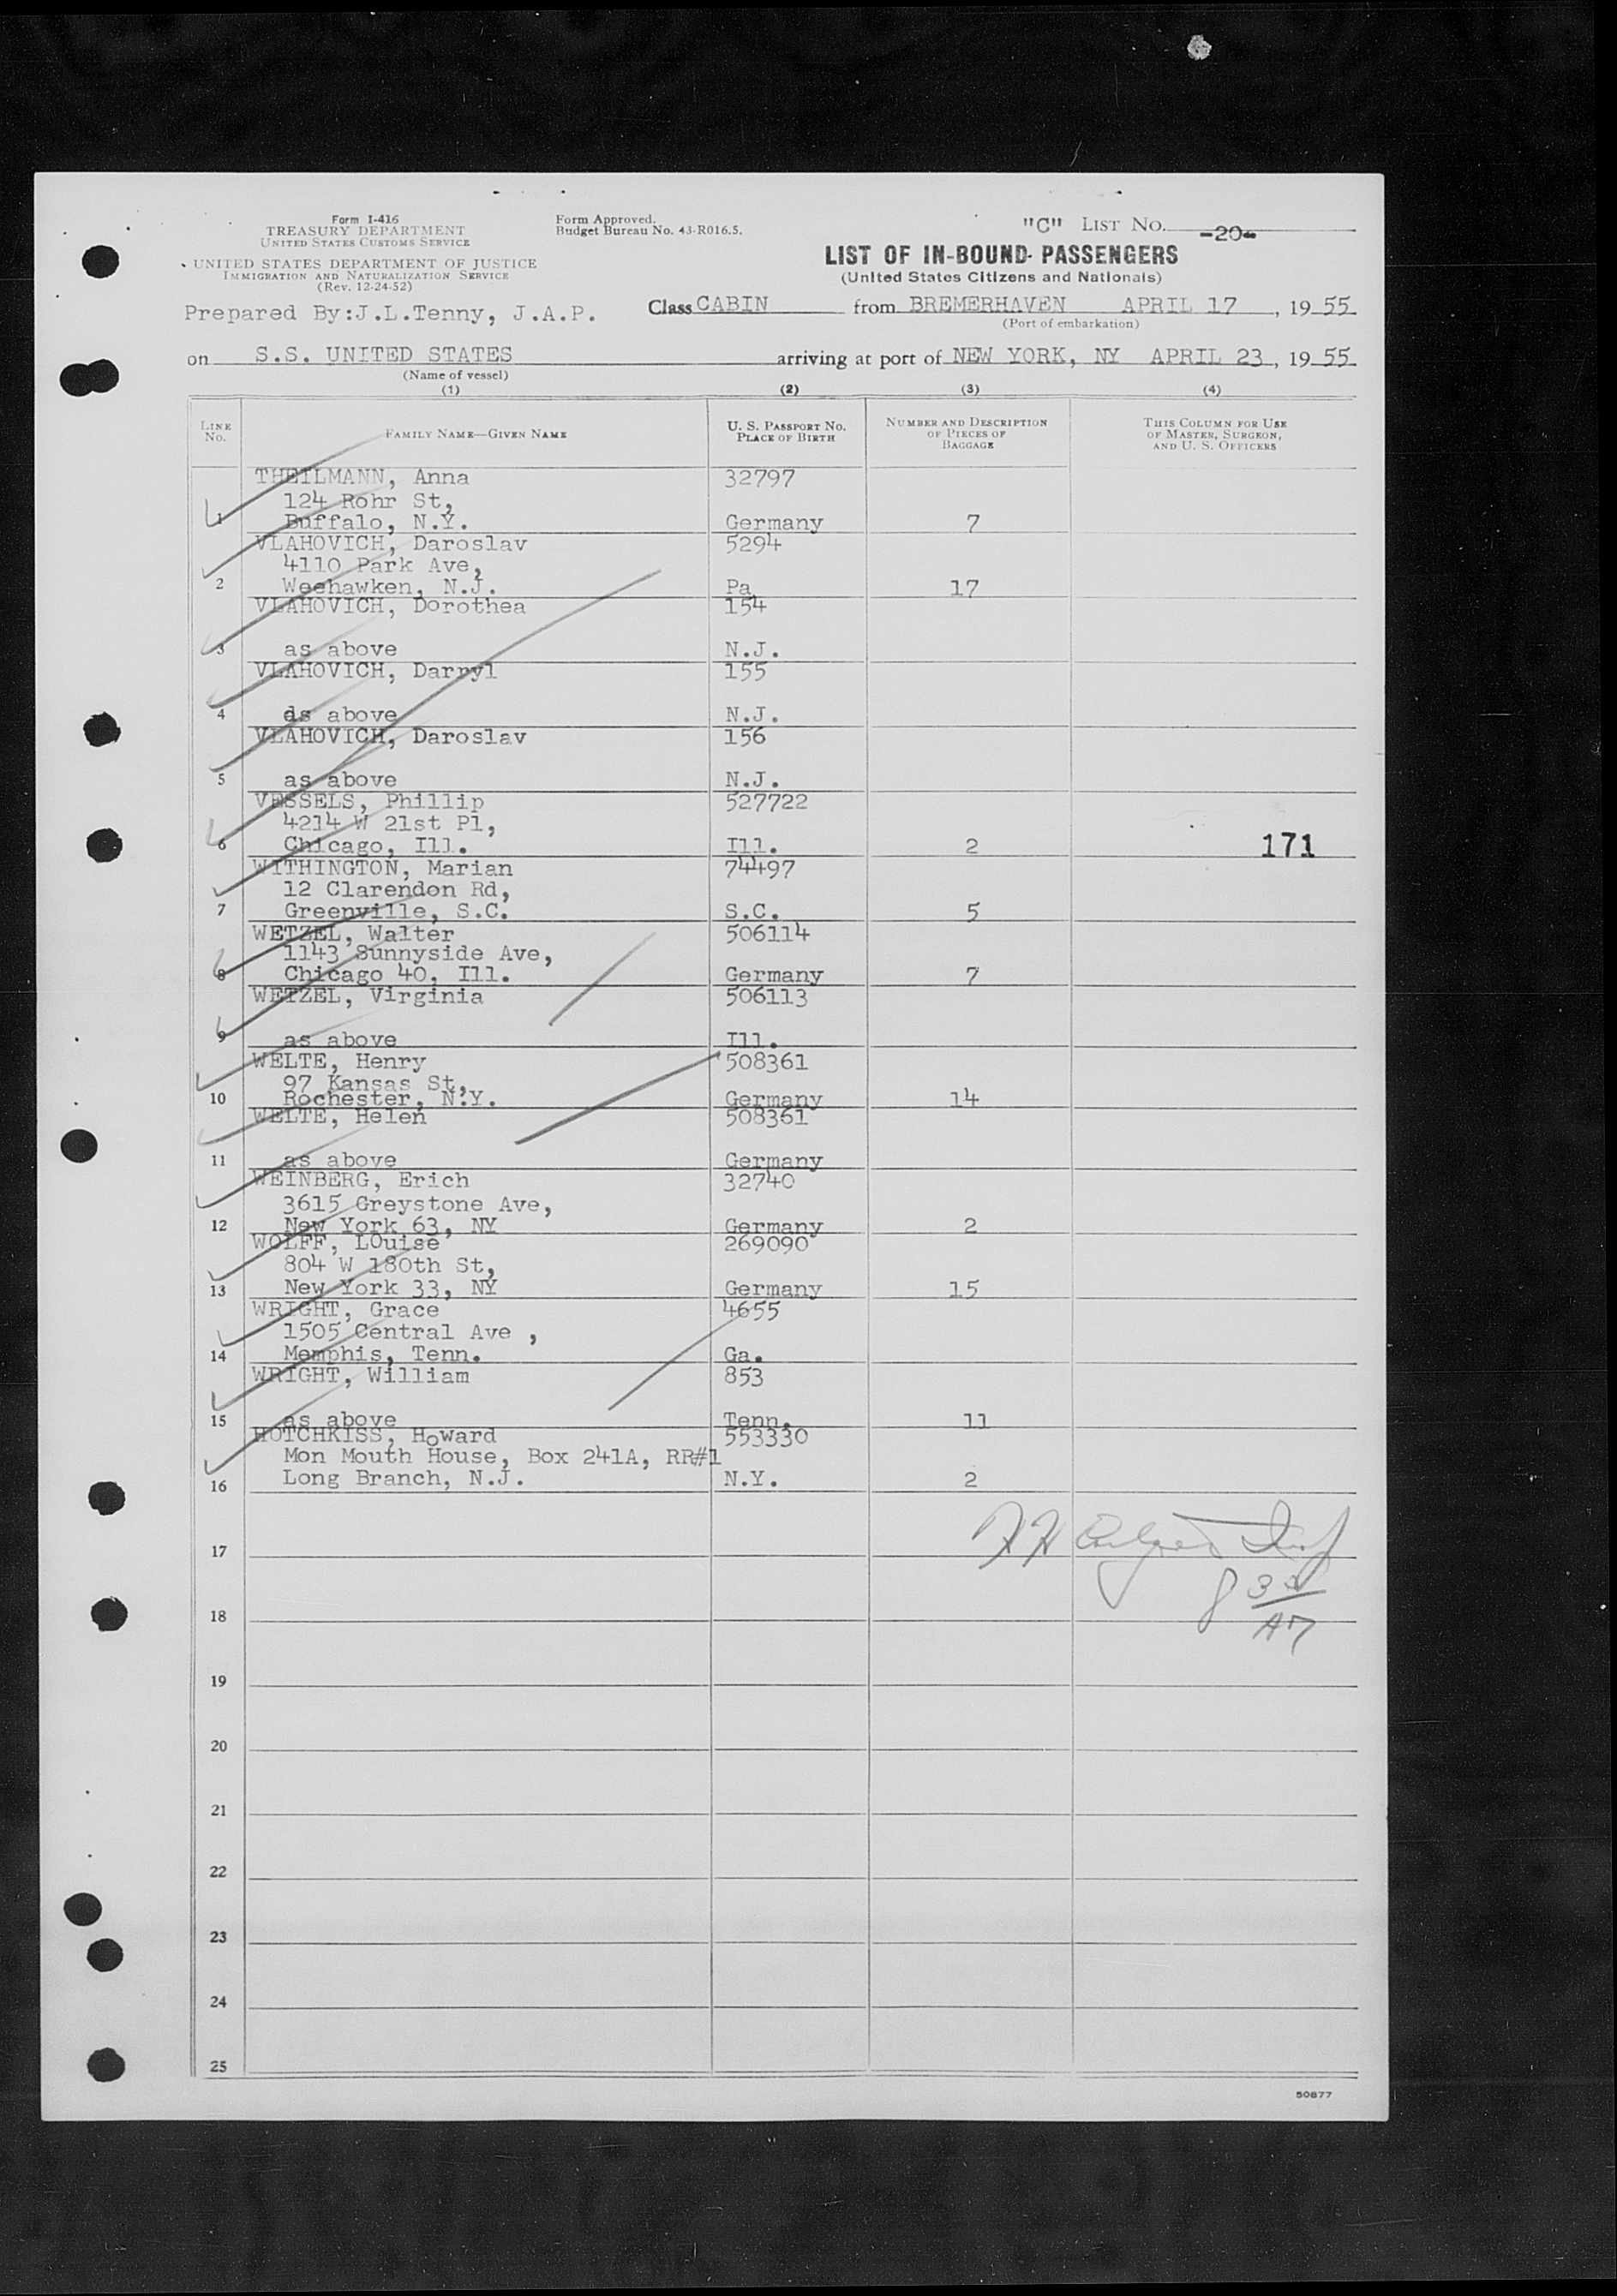 Form I-416
TREASURY DEPARTMENT
UNITED STATES CUSTOMS SERVICE
UNITED STATES DEPARTMENT OF JUSTICE
IMMIGRATION AND NATURALIZATION SERVICE
(Rev. 12-24-52)
Form Approved.
Budget Bureau No. 43-R016.5.
"C" LIST No. -20-
LIST OF IN-BOUND PASSENGERS
(United States Citizens and Nationals)
Prepared By:J.L.Tenny, J.A.P. Class CABIN from BREMERHAVEN APRIL 17, 19 55
(Port of embarkation)
on S.S. UNITED STATES arriving at port of NEW YORK, NY APRIL 23, 19 55
(Name of vessel)
(1) (2) (3) (4)
LINE No. FAMILY NAME—GIVEN NAME U. S. PASSPORT No. PLACE OF BIRTH NUMBER AND DESCRIPTION OF PIECES OF BAGGAGE THIS COLUMN FOR USE OF MASTER, SURGEON, AND U. S. OFFICERS
THEILMANN, Anna 32797
124 Rohr St,
1 Buffalo, N.Y. Germany 7
VLAHOVICH, Daroslav 5294
4110 Park Ave,
2 Weehawken, N.J. Pa 17
VLAHOVICH, Dorothea 154
3 as above N.J.
VLAHOVICH, Darryl 155
4 as above N.J.
VLAHOVICH, Daroslav 156
5 as above N.J.
VESSELS, Phillip 527722
4214 W 21st Pl,
6 Chicago, Ill. Ill. 2 171
WITHINGTON, Marian 74497
12 Clarendon Rd,
7 Greenville, S.C. S.C. 5
WETZEL, Walter 506114
1143 Sunnyside Ave,
8 Chicago 40, Ill. Germany 7
WETZEL, Virginia 506113
9 as above Ill.
WELTE, Henry 508361
97 Kansas St,
10 Rochester, N.Y. Germany 14
WELTE, Helen 508361
11 as above Germany
WEINBERG, Erich 32740
3615 Greystone Ave,
12 New York 63, NY Germany 2
WOLFF, LOuise 269090
804 W 180th St,
13 New York 33, NY Germany 15
WRIGHT, Grace 4655
1505 Central Ave ,
14 Memphis, Tenn. Ga.
WRIGHT, William 853
15 as above Tenn. 11
HOTCHKISS, Howard 553330
Mon Mouth House, Box 241A, RR#1
16 Long Branch, N.J. N.Y. 2
17
18
AM
19
20
21
22
23
24
25
50877